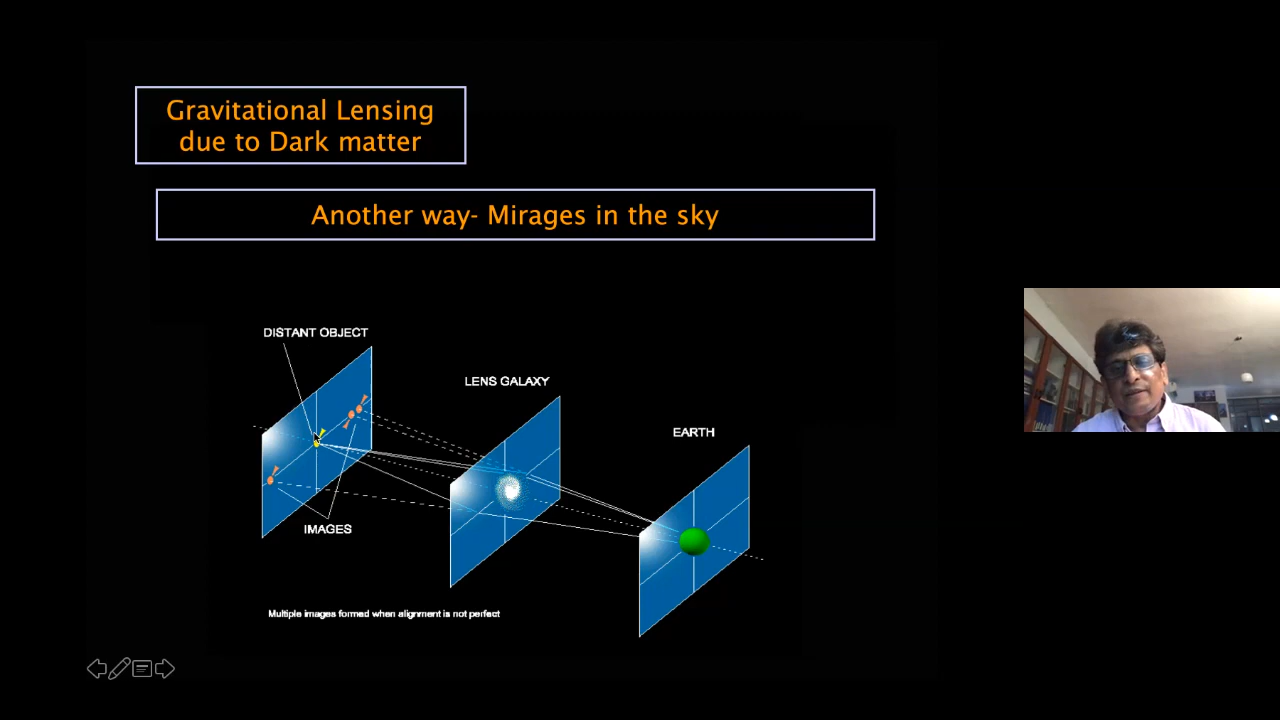 Gravitational Lensing
due to Dark matter
Another way- Mirages in the sky
DISTANT OBJECT
LENS GALAXY
EARTH
IMAGES
Multiple images formed when alignment is not perfect